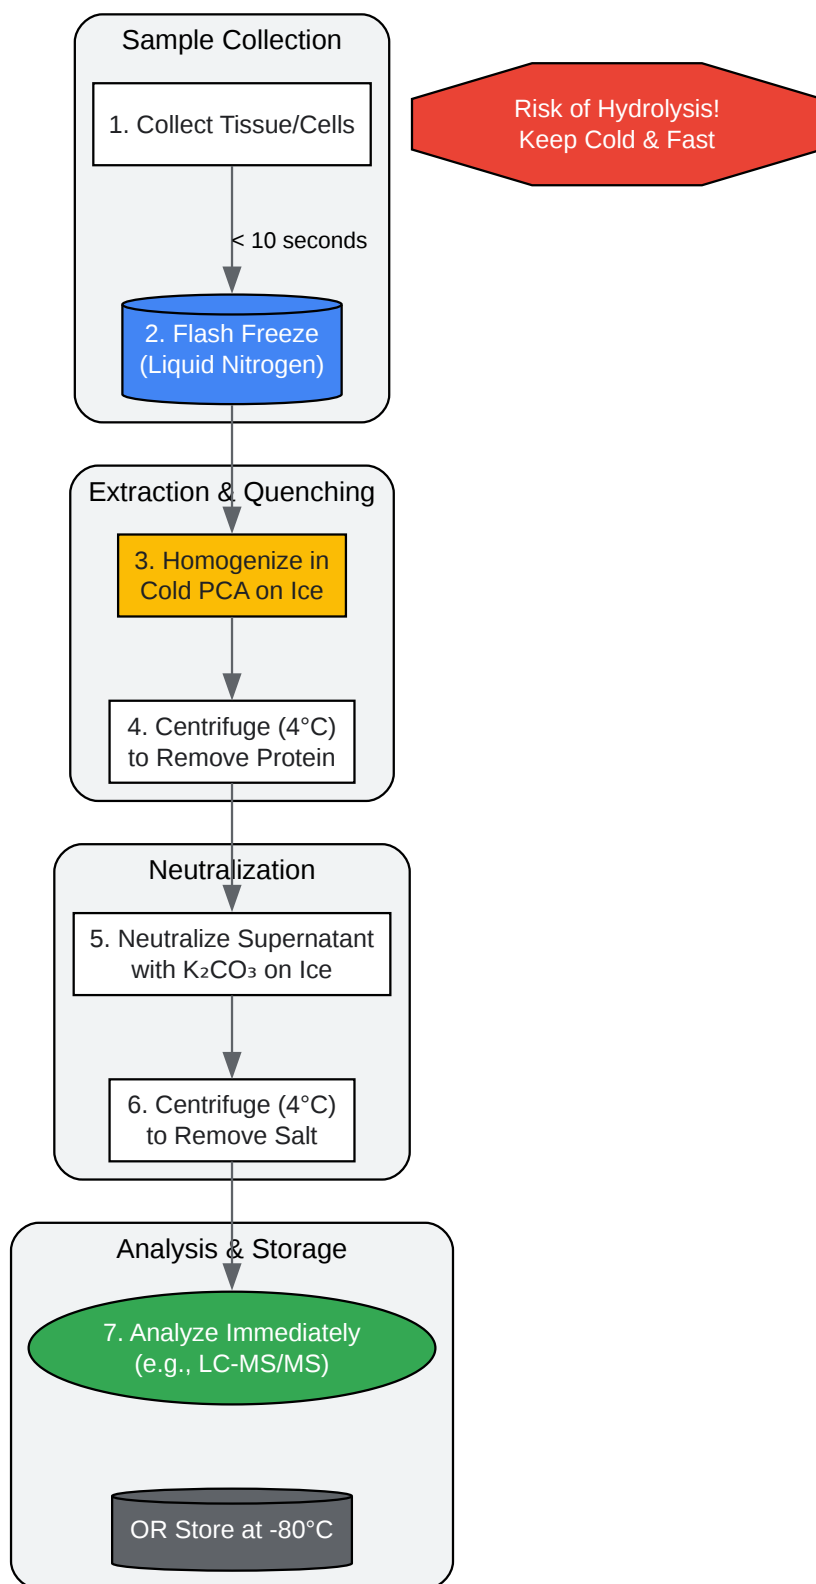 Sample Collection
1. Collect Tissue/Cells
Risk of Hydrolysis!
Keep Cold & Fast
< 10 seconds
2. Flash Freeze
(Liquid Nitrogen)
Extraction & Quenching
3. Homogenize in
Cold PCA on Ice
4. Centrifuge (4°C)
to Remove Protein
Neutralization
5. Neutralize Supernatant
with K₂CO₃ on Ice
6. Centrifuge (4°C)
to Remove Salt
Analysis & Storage
7. Analyze Immediately
(e.g., LC-MS/MS)
OR Store at -80°C